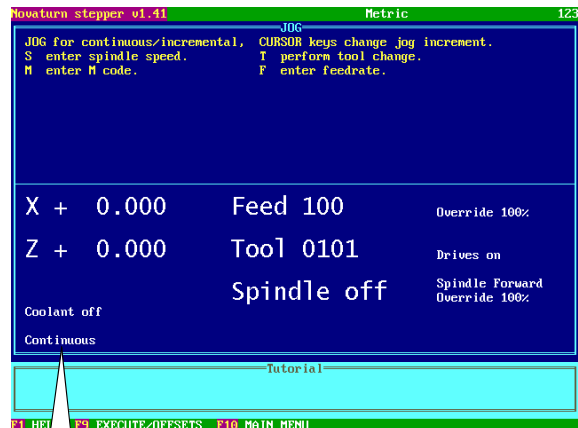 Novaturn stepper v1.41 Metric 123
JOG
JOG for continuous/incremental, CURSOR keys change jog increment.
S enter spindle speed. T perform tool change.
M enter M code. F enter feedrate.
X + 0.000 Feed 100 Override 100%
Z + 0.000 Tool 0101 Drives on
Spindle off Spindle Forward
Override 100%
Coolant off
Continuous
Tutorial
F1 F9 EXECUTE/OFFSETS F10 MAIN MENU